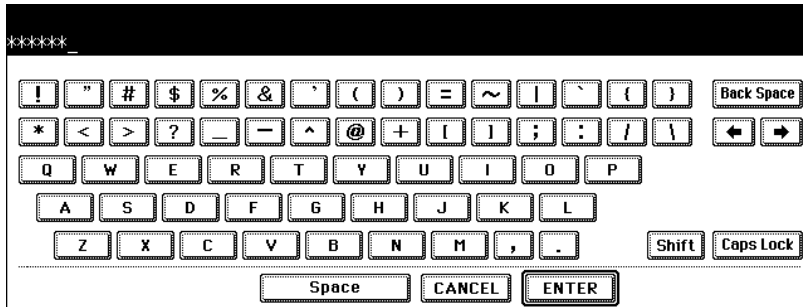 ******_
! " # $ % & ' ( ) = ~ | ` { } Back Space
* < > ? _ - ^ @ + [ ] ; : / \ ← →
Q W E R T Y U I O P
A S D F G H J K L
Z X C V B N M , . Shift Caps Lock
Space CANCEL ENTER